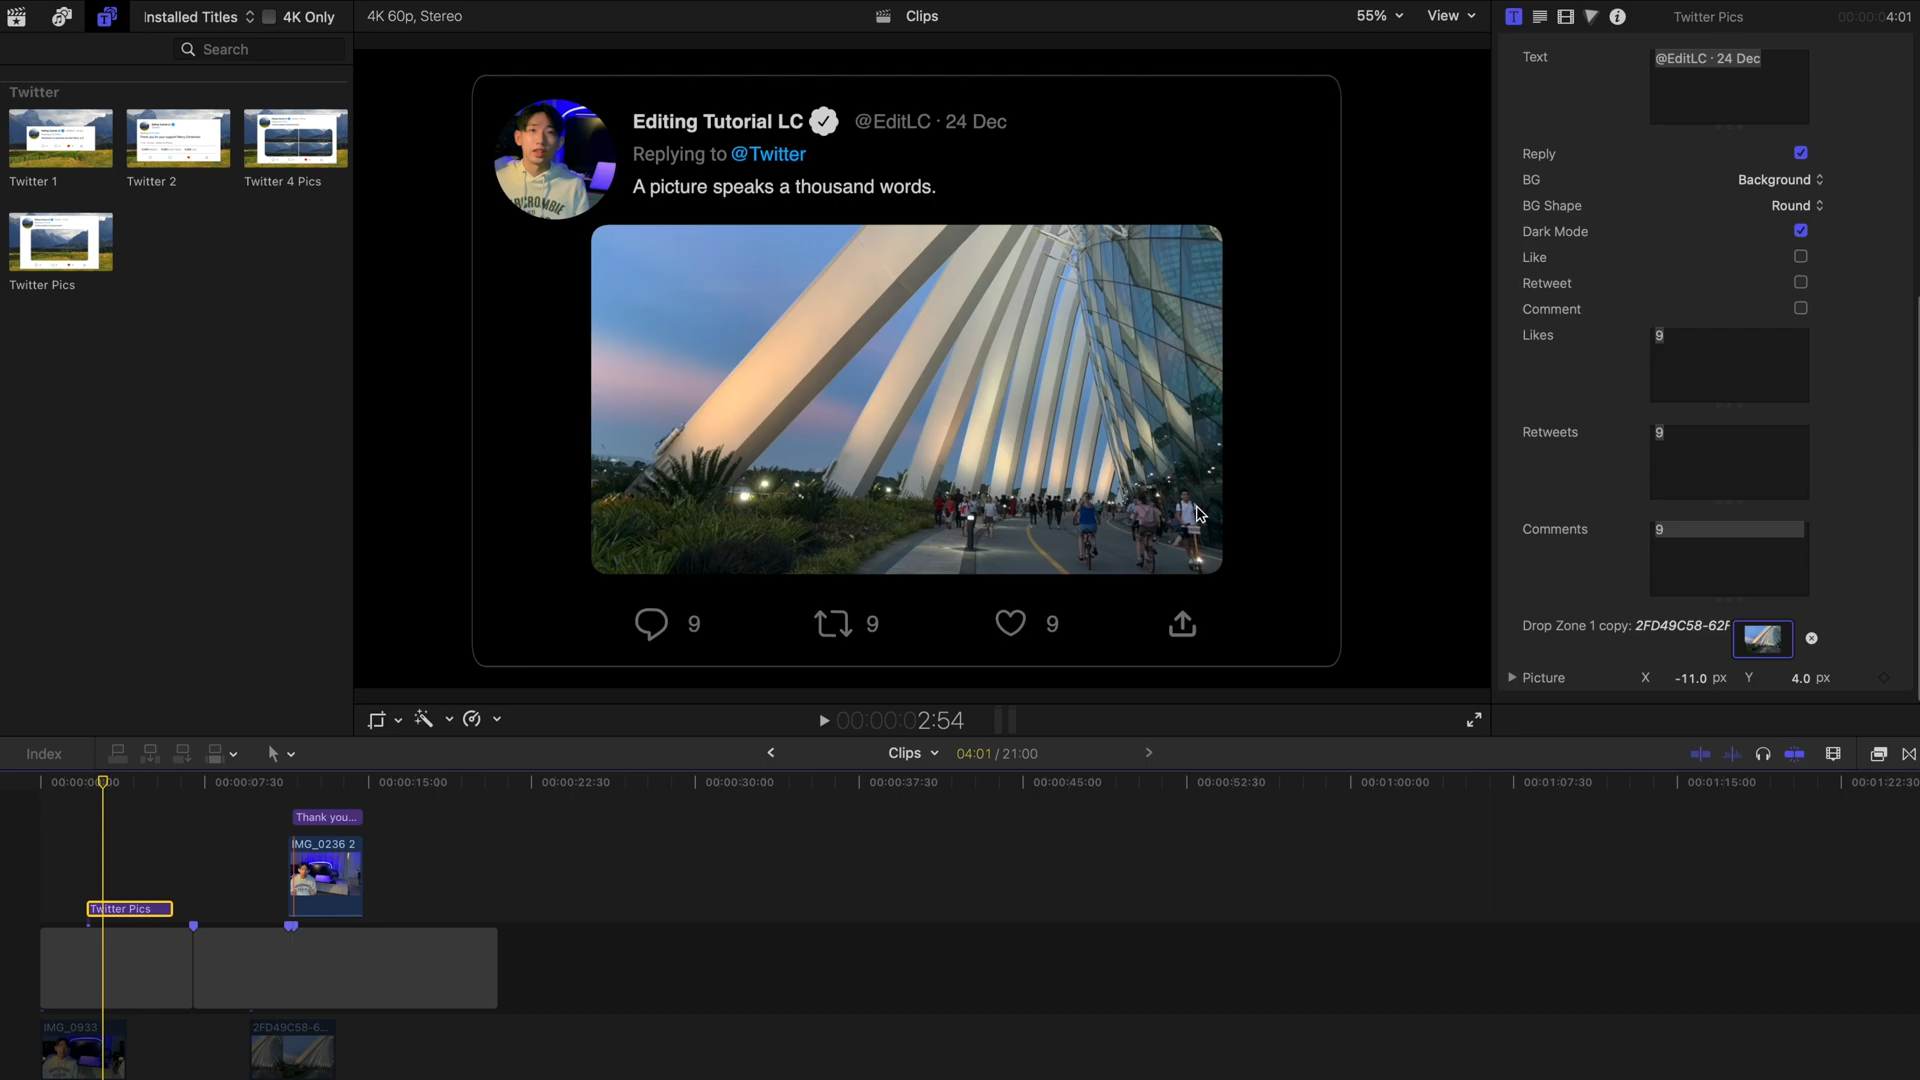 Installed Titles
4K Only
4K 60p, Stereo
Clips
55%
View
Twitter Pics
00:00:04:01
Search
Twitter
Twitter 1
Twitter 2
Twitter 4 Pics
Twitter Pics
Editing Tutorial LC @EditLC · 24 Dec
Replying to @Twitter
A picture speaks a thousand words.
9
9
9
Text
@EditLC · 24 Dec
Reply
BG
Background
BG Shape
Round
Dark Mode
Like
Retweet
Comment
Likes
9
Retweets
9
Comments
9
Drop Zone 1 copy: 2FD49C58-62F
Picture X -11.0 px Y 4.0 px
00:00:02:54
Index
Clips
04:01 / 21:00
00:00:00:00
00:00:07:30
00:00:15:00
00:00:22:30
00:00:30:00
00:00:37:30
00:00:45:00
00:00:52:30
00:01:00:00
00:01:07:30
00:01:15:00
00:01:22:30
Thank you...
IMG_0236 2
Twitter Pics
IMG_0933
2FD49C58-6...